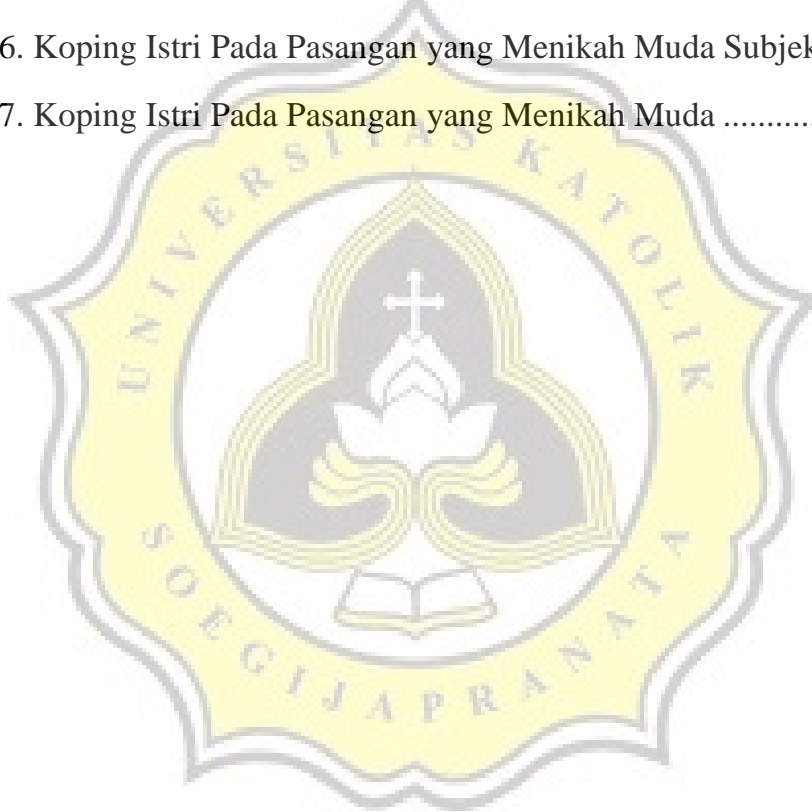 6. Koping Istri Pada Pasangan yang Menikah Muda Subjek
7. Koping Istri Pada Pasangan yang Menikah Muda ...........
UNIVERSITAS KATOLIK
SOEGIJAPRANATA